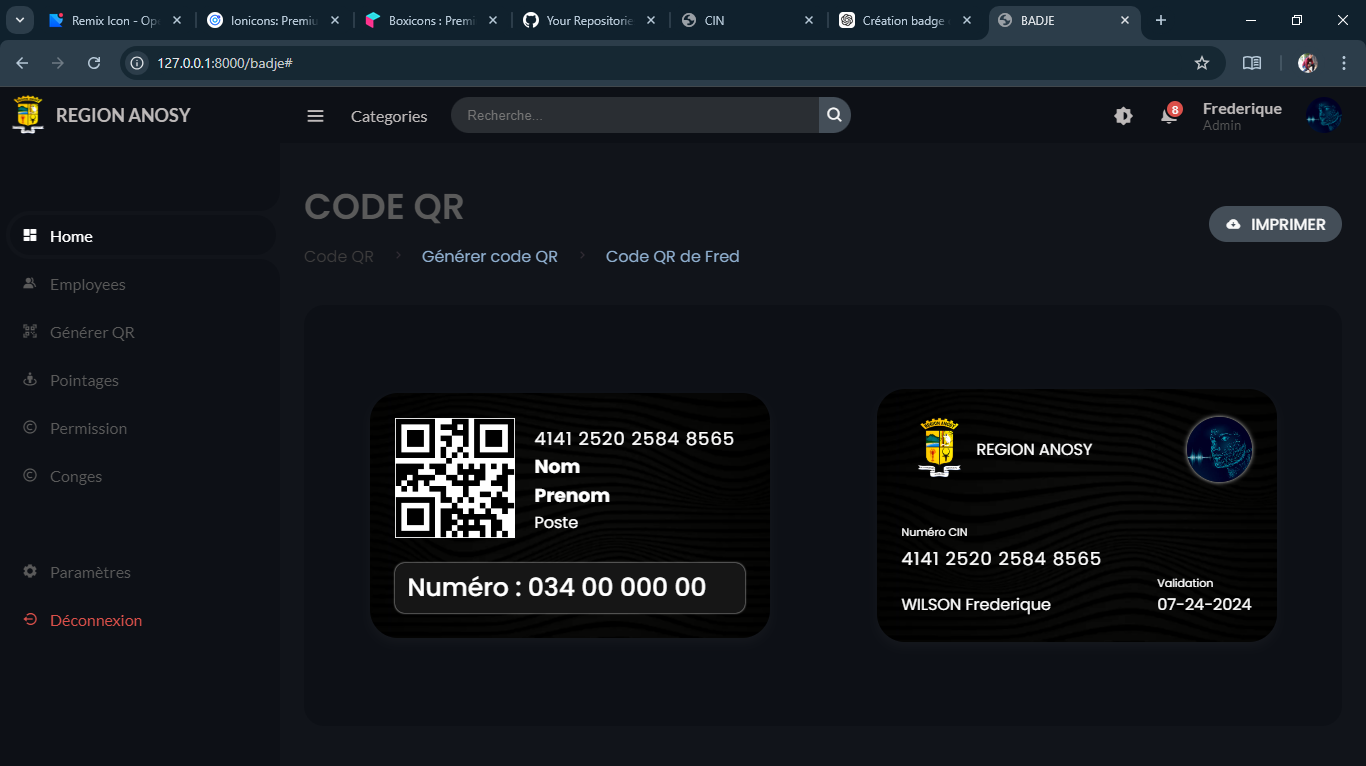 Remix Icon - Ope
Ionicons: Premiu
Boxicons : Premi
Your Repositorie
CIN
Création badge
BADJE
127.0.0.1:8000/badje#
REGION ANOSY
Categories
Recherche...
8
Frederique
Admin
Home
Employees
Générer QR
Pointages
Permission
Conges
Paramètres
Déconnexion
CODE QR
Code QR > Générer code QR > Code QR de Fred
IMPRIMER
4141 2520 2584 8565
Nom
Prenom
Poste
Numéro : 034 00 000 00
REGION ANOSY
Numéro CIN
4141 2520 2584 8565
WILSON Frederique
Validation
07-24-2024